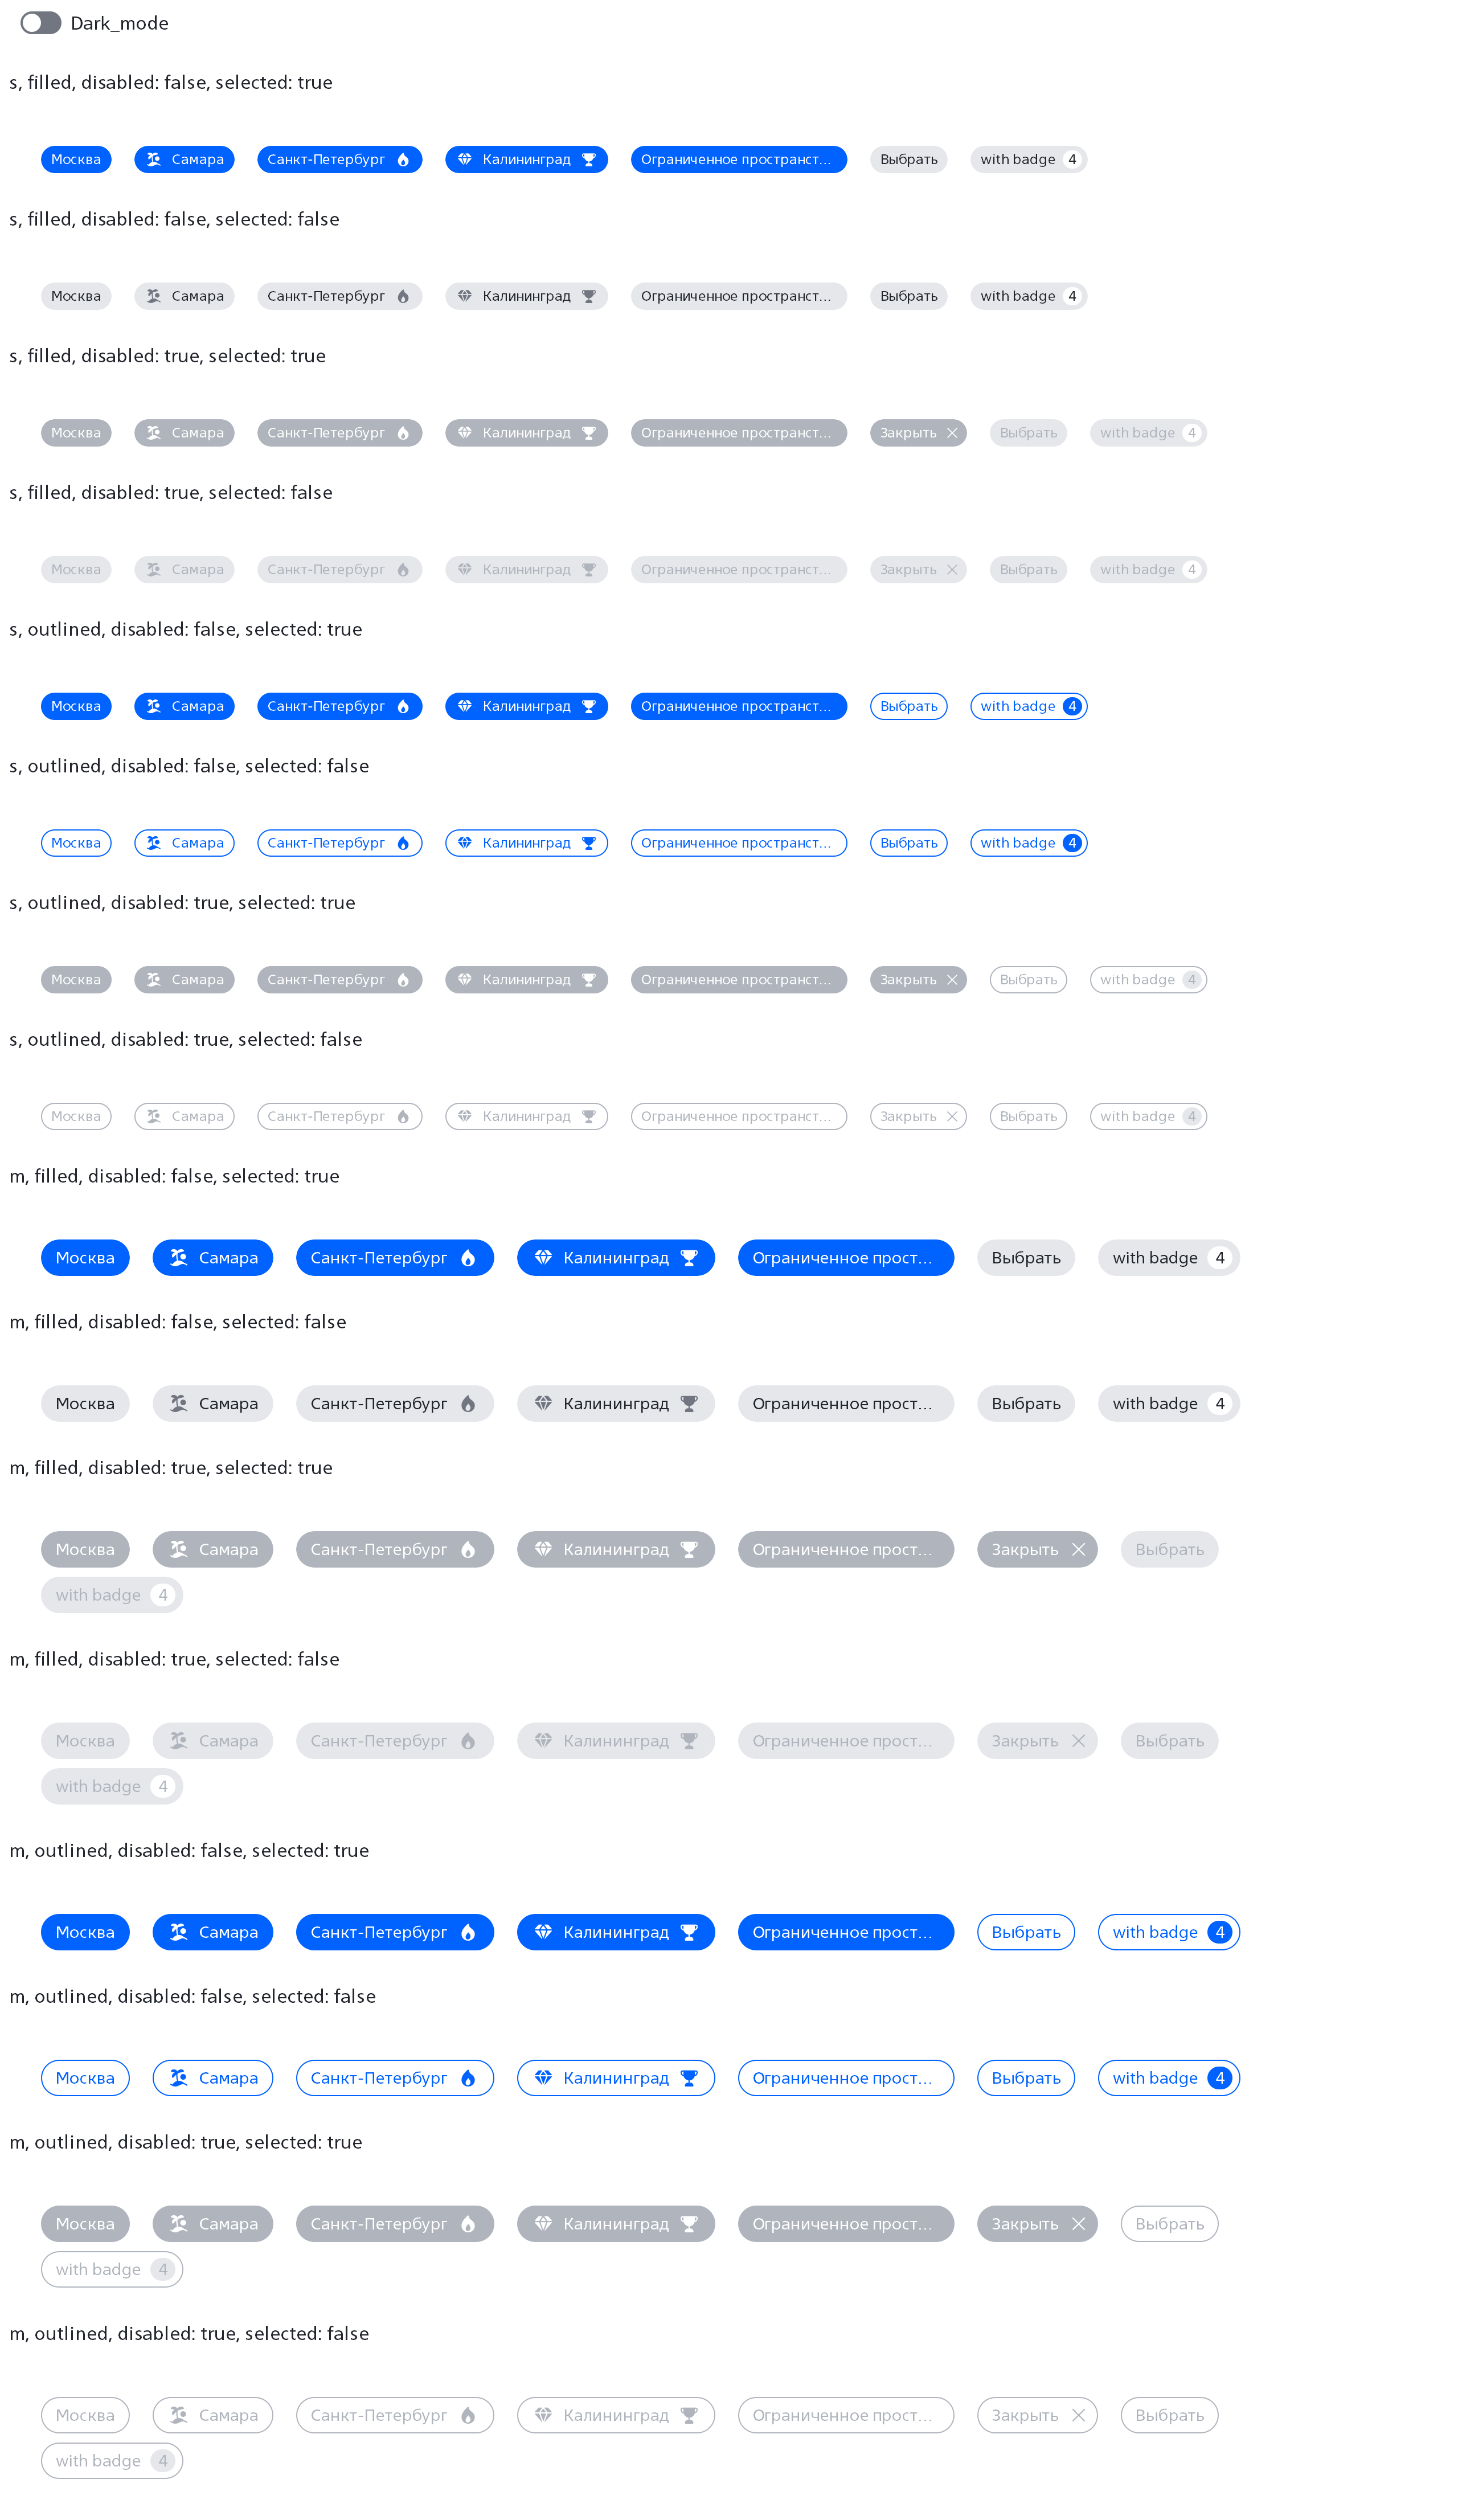 Dark_mode
s, filled, disabled: false, selected: true
Москва Самара Санкт-Петербург Калининград Ограниченное пространст... Выбрать with badge 4
s, filled, disabled: false, selected: false
Москва Самара Санкт-Петербург Калининград Ограниченное пространст... Выбрать with badge 4
s, filled, disabled: true, selected: true
Москва Самара Санкт-Петербург Калининград Ограниченное пространст... Закрыть Выбрать with badge 4
s, filled, disabled: true, selected: false
Москва Самара Санкт-Петербург Калининград Ограниченное пространст... Закрыть Выбрать with badge 4
s, outlined, disabled: false, selected: true
Москва Самара Санкт-Петербург Калининград Ограниченное пространст... Выбрать with badge 4
s, outlined, disabled: false, selected: false
Москва Самара Санкт-Петербург Калининград Ограниченное пространст... Выбрать with badge 4
s, outlined, disabled: true, selected: true
Москва Самара Санкт-Петербург Калининград Ограниченное пространст... Закрыть Выбрать with badge 4
s, outlined, disabled: true, selected: false
Москва Самара Санкт-Петербург Калининград Ограниченное пространст... Закрыть Выбрать with badge 4
m, filled, disabled: false, selected: true
Москва Самара Санкт-Петербург Калининград Ограниченное прост... Выбрать with badge 4
m, filled, disabled: false, selected: false
Москва Самара Санкт-Петербург Калининград Ограниченное прост... Выбрать with badge 4
m, filled, disabled: true, selected: true
Москва Самара Санкт-Петербург Калининград Ограниченное прост... Закрыть Выбрать
with badge 4
m, filled, disabled: true, selected: false
Москва Самара Санкт-Петербург Калининград Ограниченное прост... Закрыть Выбрать
with badge 4
m, outlined, disabled: false, selected: true
Москва Самара Санкт-Петербург Калининград Ограниченное прост... Выбрать with badge 4
m, outlined, disabled: false, selected: false
Москва Самара Санкт-Петербург Калининград Ограниченное прост... Выбрать with badge 4
m, outlined, disabled: true, selected: true
Москва Самара Санкт-Петербург Калининград Ограниченное прост... Закрыть Выбрать
with badge 4
m, outlined, disabled: true, selected: false
Москва Самара Санкт-Петербург Калининград Ограниченное прост... Закрыть Выбрать
with badge 4